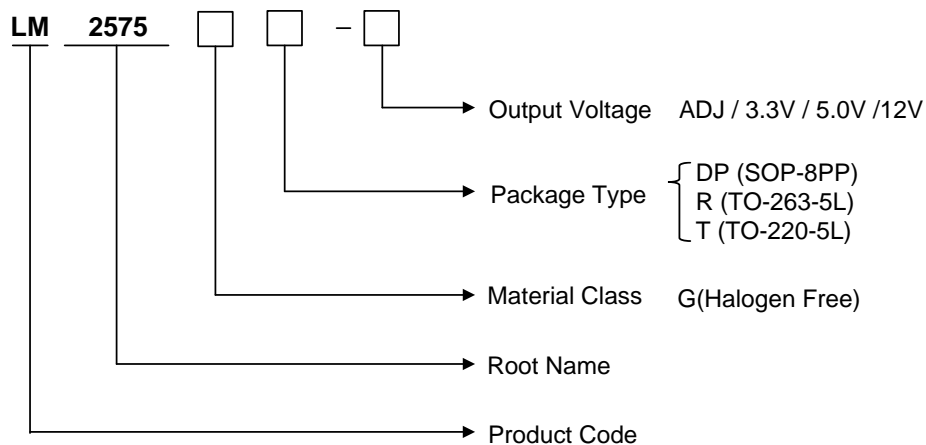 LM 2575 –
Output Voltage ADJ / 3.3V / 5.0V /12V
DP (SOP-8PP)
Package Type R (TO-263-5L)
T (TO-220-5L)
Material Class G(Halogen Free)
Root Name
Product Code